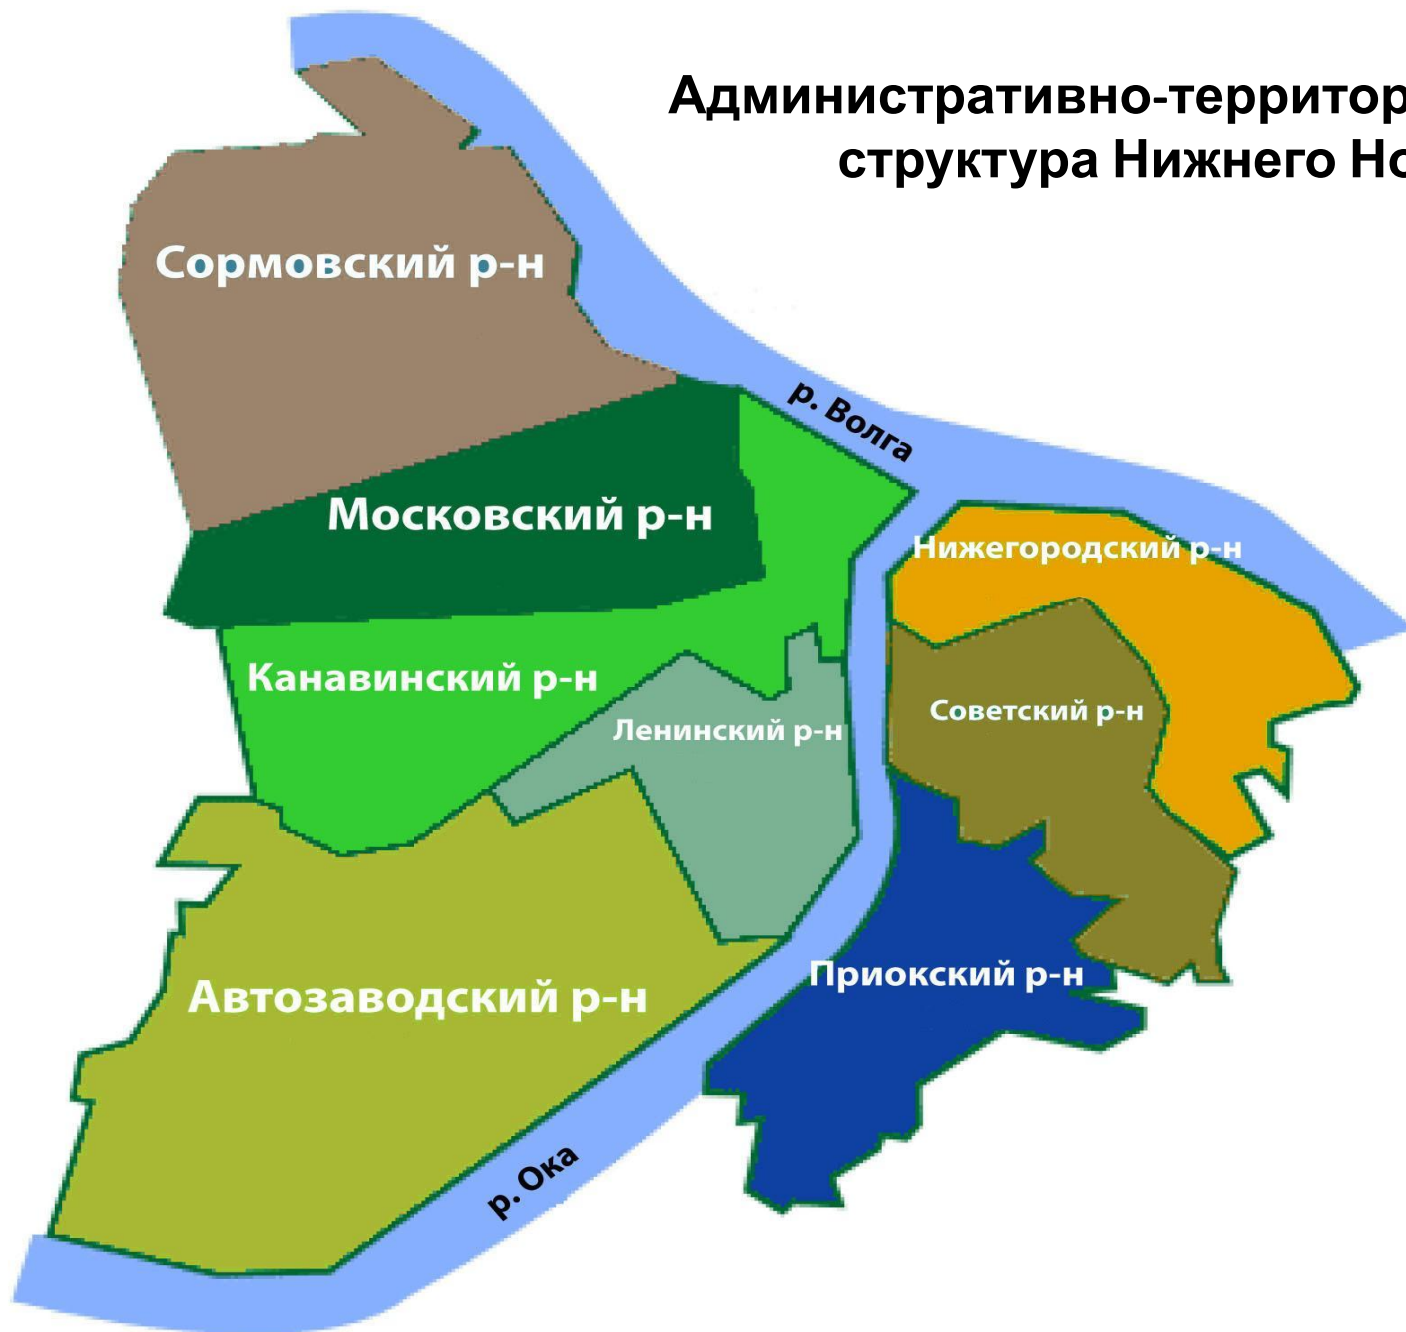 Административно-территор
структура Нижнего Но
Сормовский р-н
р. Волга
Московский р-н
Нижегородский р-н
Канавинский р-н
Советский р-н
Ленинский р-н
Приокский р-н
Автозаводский р-н
р. Ока